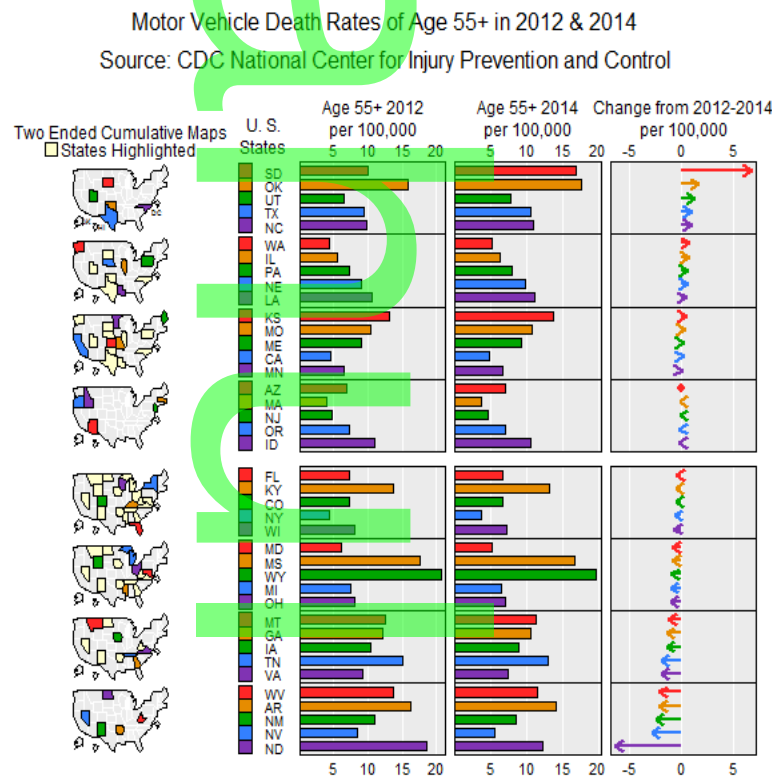 Motor Vehicle Death Rates of Age 55+ in 2012 & 2014
Source: CDC National Center for Injury Prevention and Control
Two Ended Cumulative Maps
States Highlighted
U. S.
States
Age 55+ 2012
per 100,000
Age 55+ 2014
per 100,000
Change from 2012-2014
per 100,000
5 10 15 20
5 10 15 20
-5 0 5
SD
OK
UT
TX
NC
WA
IL
PA
NE
LA
KS
MO
ME
CA
MN
AZ
MA
NJ
OR
ID
FL
KY
CO
NY
WI
MD
MS
WY
MI
OH
MT
GA
IA
TN
VA
WV
AR
NM
NV
ND
5 10 15 20
5 10 15 20
-5 0 5
DC